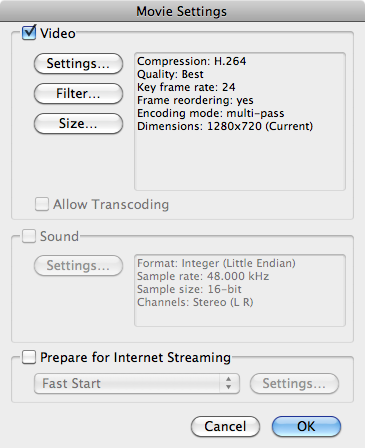 Movie Settings
Video
Settings...
Filter...
Size...
Compression: H.264
Quality: Best
Key frame rate: 24
Frame reordering: yes
Encoding mode: multi-pass
Dimensions: 1280x720 (Current)
Allow Transcoding
Sound
Settings...
Format: Integer (Little Endian)
Sample rate: 48.000 kHz
Sample size: 16-bit
Channels: Stereo (L R)
Prepare for Internet Streaming
Fast Start
Settings...
Cancel
OK